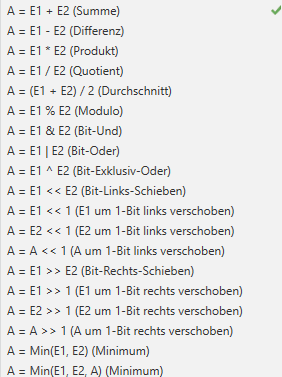 A = E1 + E2 (Summe)
A = E1 - E2 (Differenz)
A = E1 * E2 (Produkt)
A = E1 / E2 (Quotient)
A = (E1 + E2) / 2 (Durchschnitt)
A = E1 % E2 (Modulo)
A = E1 & E2 (Bit-Und)
A = E1 | E2 (Bit-Oder)
A = E1 ^ E2 (Bit-Exklusiv-Oder)
A = E1 << E2 (Bit-Links-Schieben)
A = E1 << 1 (E1 um 1-Bit links verschoben)
A = E2 << 1 (E2 um 1-Bit links verschoben)
A = A << 1 (A um 1-Bit links verschoben)
A = E1 >> E2 (Bit-Rechts-Schieben)
A = E1 >> 1 (E1 um 1-Bit rechts verschoben)
A = E2 >> 1 (E2 um 1-Bit rechts verschoben)
A = A >> 1 (A um 1-Bit rechts verschoben)
A = Min(E1, E2) (Minimum)
A = Min(E1, E2, A) (Minimum)